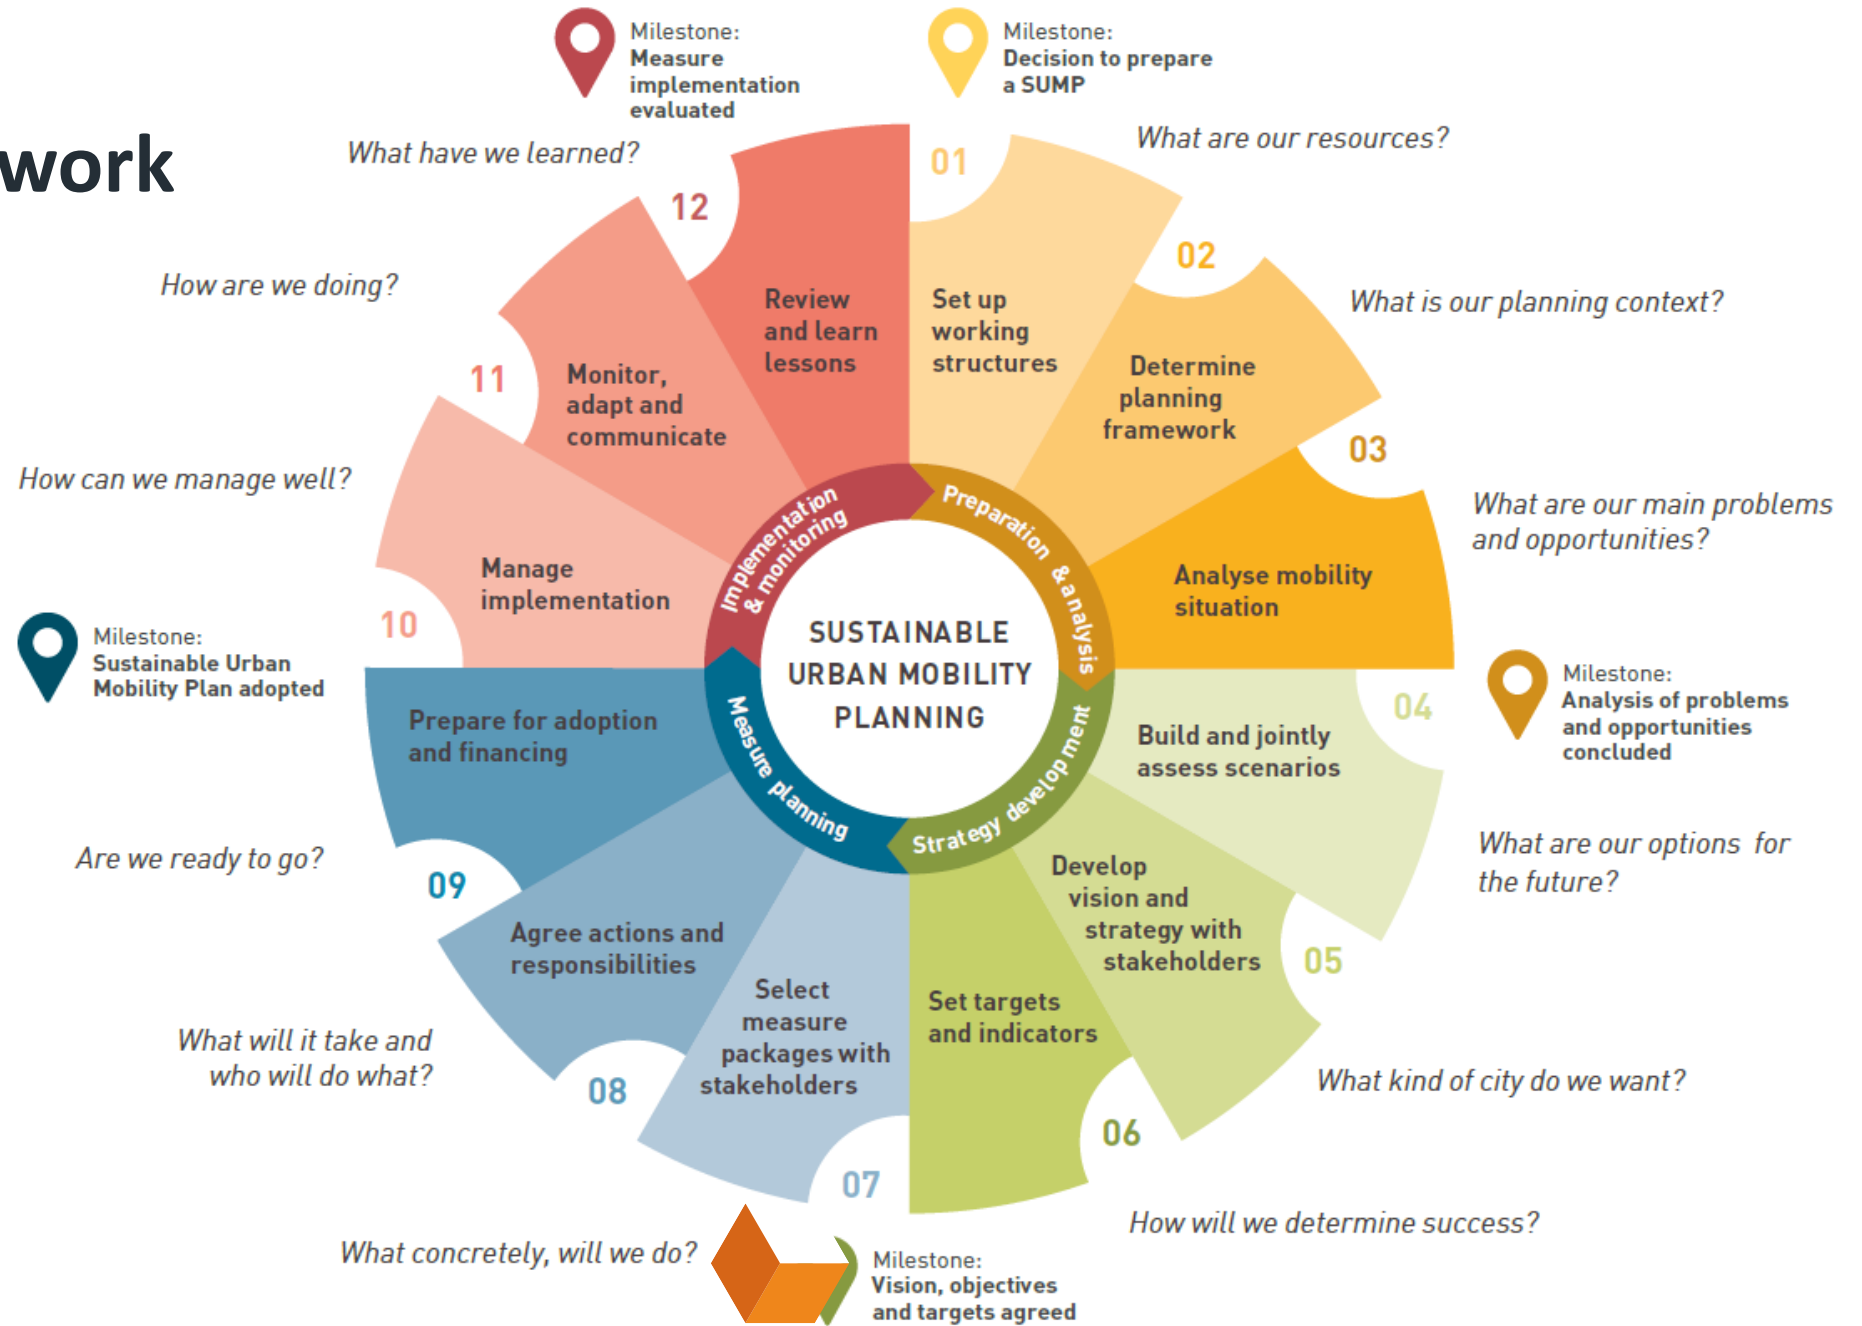 work
Milestone:
Measure
implementation
evaluated
Milestone:
Decision to prepare
a SUMP
What have we learned?
What are our resources?
12
01
02
How are we doing?
What is our planning context?
Review
and learn
lessons
Set up
working
structures
11
Monitor,
adapt and
communicate
Determine
planning
framework
03
How can we manage well?
What are our main problems
and opportunities?
Manage
implementation
Analyse mobility
situation
10
Implementation
& monitoring
Preparation & analysis
SUSTAINABLE
URBAN MOBILITY
PLANNING
Measure planning
Strategy development
Milestone:
Sustainable Urban
Mobility Plan adopted
Milestone:
Analysis of problems
and opportunities
concluded
04
Prepare for adoption
and financing
Build and jointly
assess scenarios
Are we ready to go?
What are our options for
the future?
09
Develop
vision and
strategy with
stakeholders
05
Agree actions and
responsibilities
Select
measure
packages with
stakeholders
Set targets
and indicators
What will it take and
who will do what?
08
What kind of city do we want?
06
07
How will we determine success?
What concretely, will we do?
Milestone:
Vision, objectives
and targets agreed